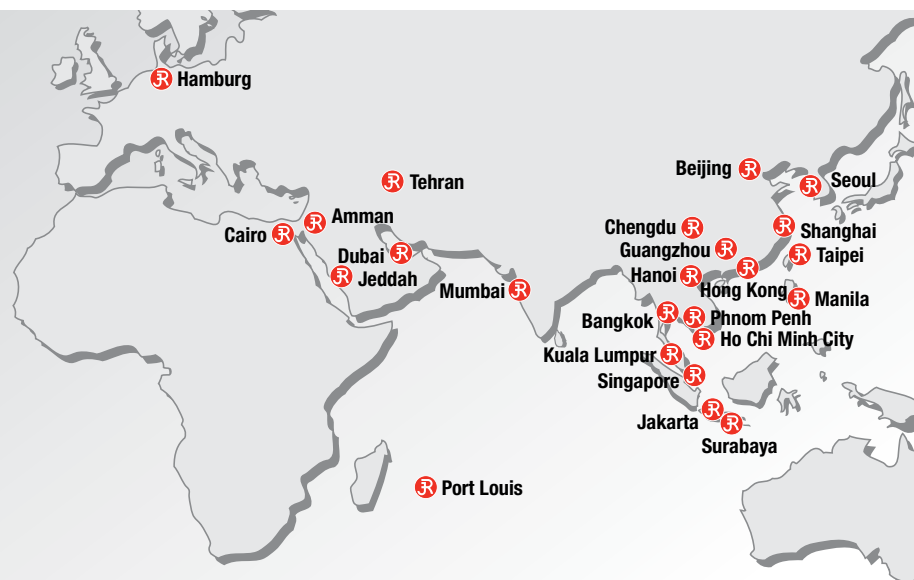 Hamburg
Tehran
Beijing
Seoul
Amman
Cairo
Chengdu
Shanghai
Guangzhou
Dubai
Taipei
Jeddah
Hanoi
Mumbai
Hong Kong
Manila
Bangkok
Phnom Penh
Ho Chi Minh City
Kuala Lumpur
Singapore
Jakarta
Surabaya
Port Louis